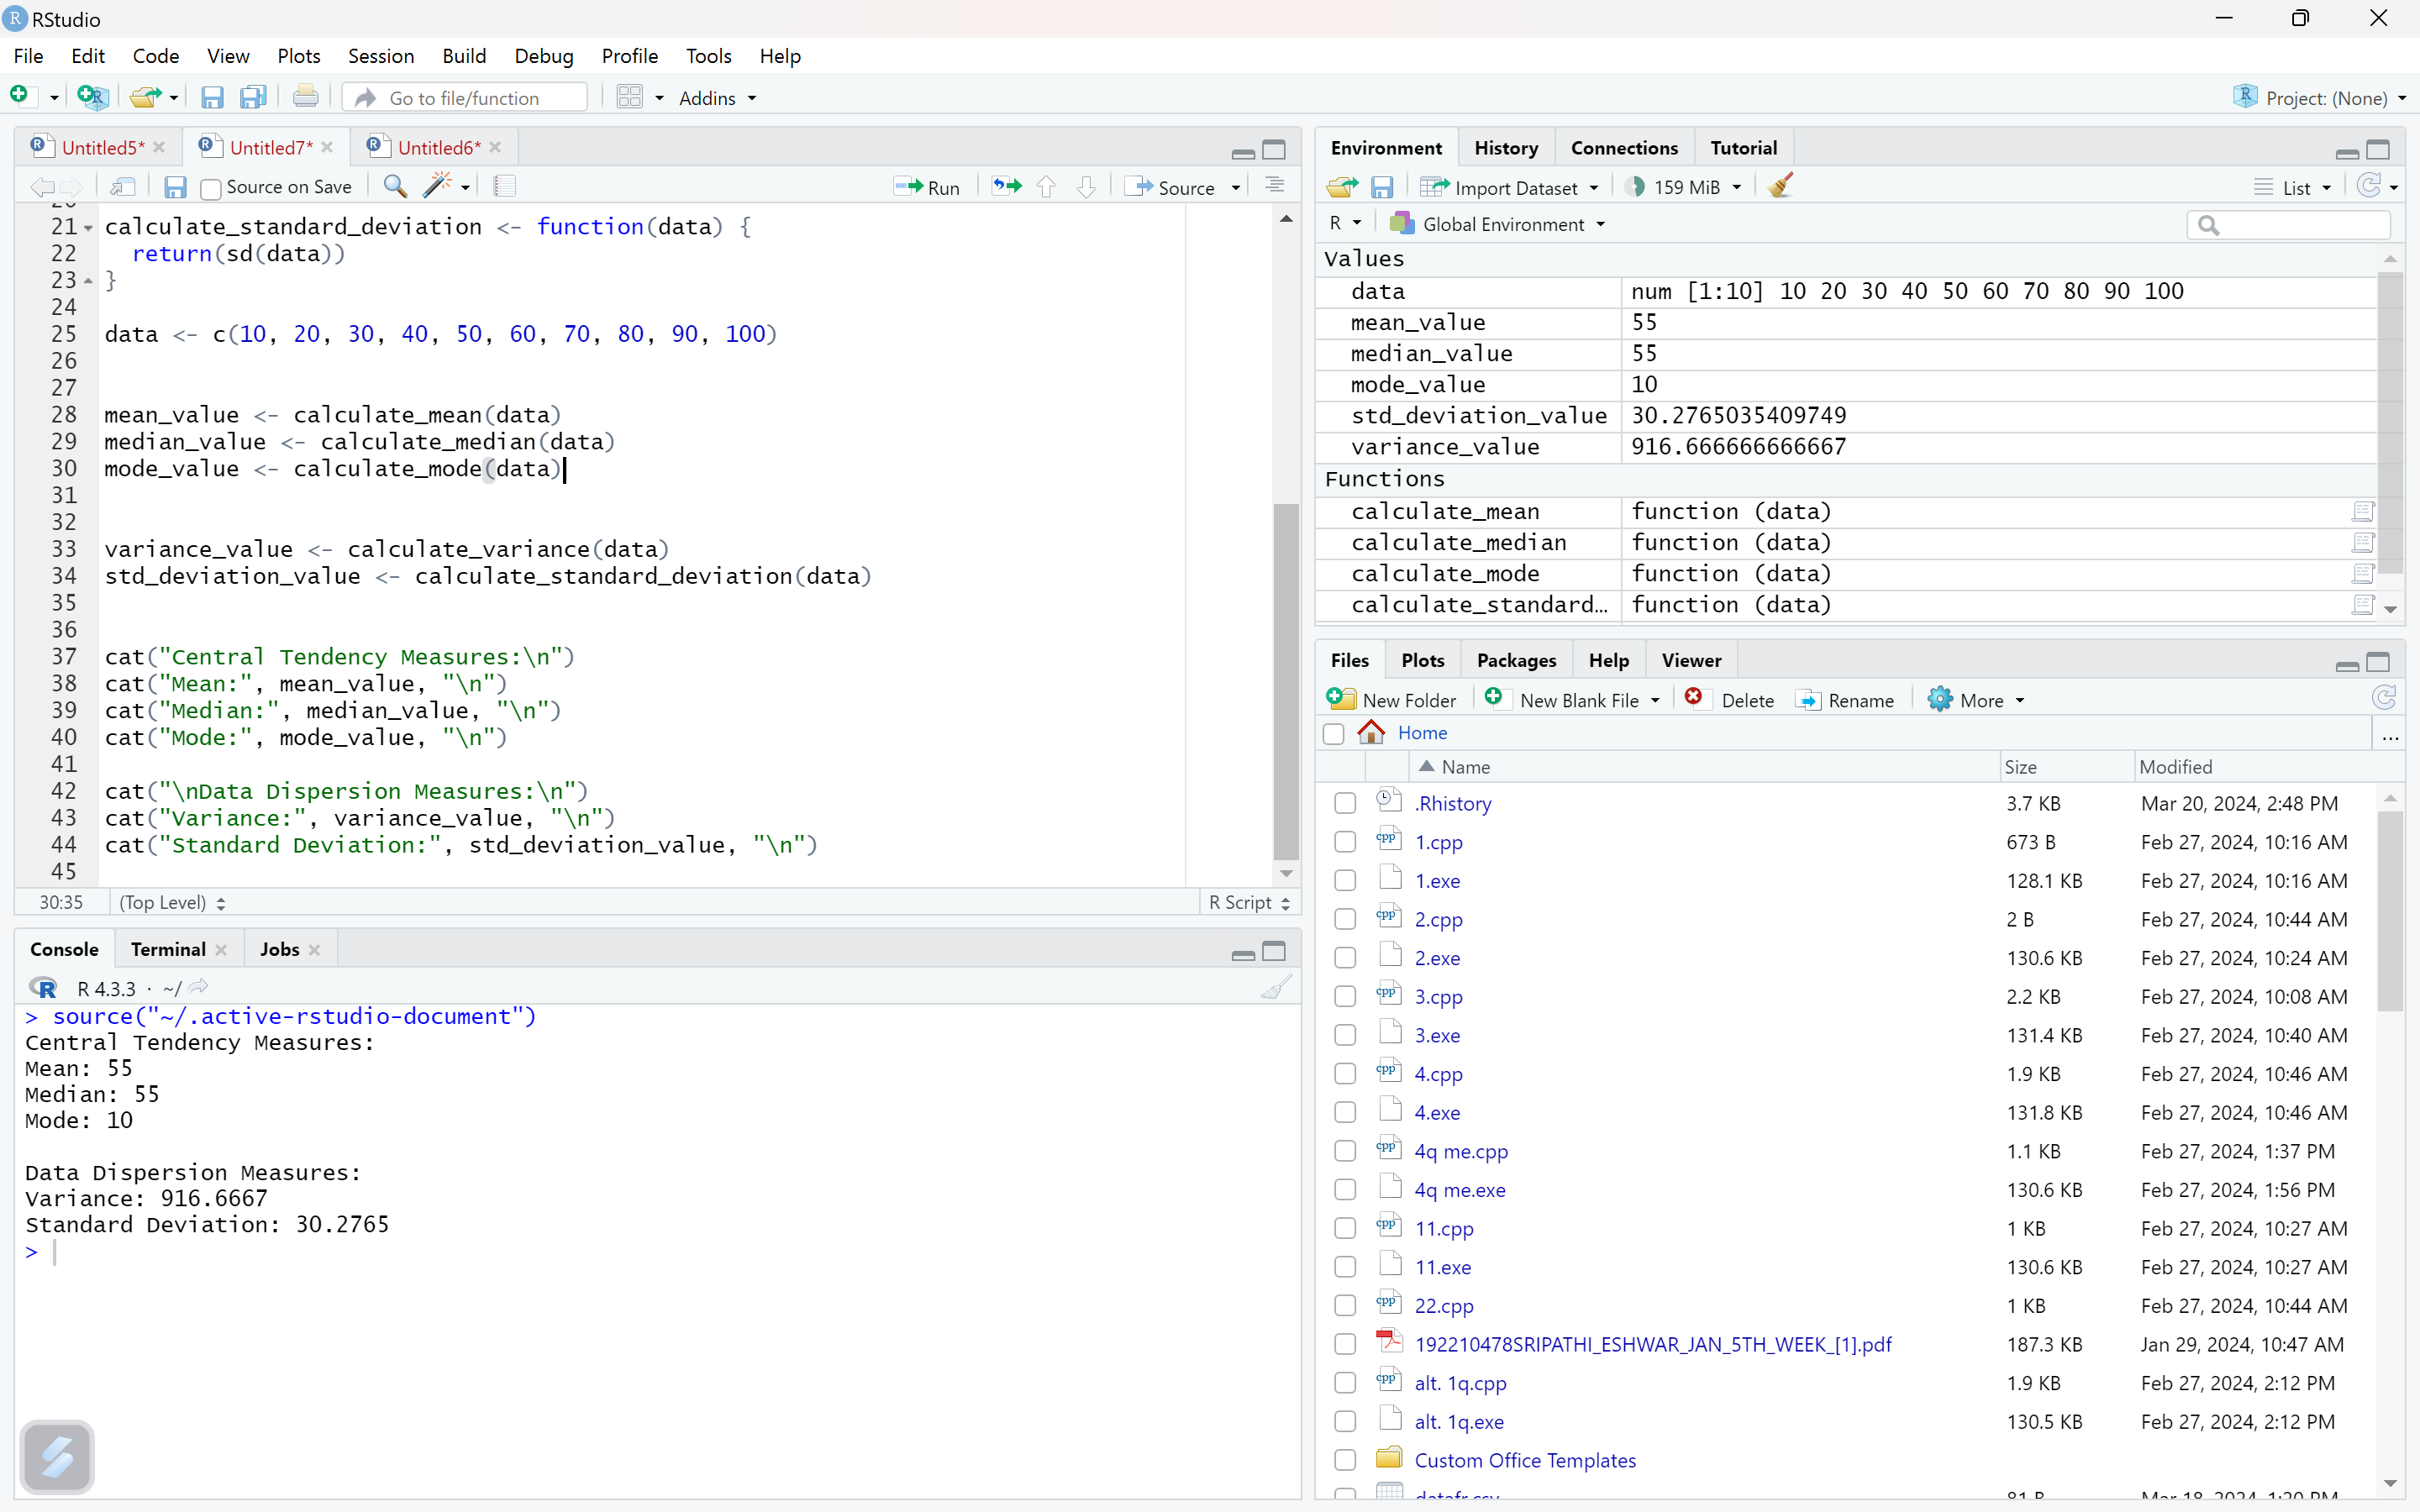 RStudio
File Edit Code View Plots Session Build Debug Profile Tools Help
Go to file/function Addins Project: (None)
Untitled5* Untitled7* Untitled6*
Source on Save Run Source
21 calculate_standard_deviation <- function(data) {
22 return(sd(data))
23 }
24
25 data <- c(10, 20, 30, 40, 50, 60, 70, 80, 90, 100)
26
27
28 mean_value <- calculate_mean(data)
29 median_value <- calculate_median(data)
30 mode_value <- calculate_mode(data)
31
32
33 variance_value <- calculate_variance(data)
34 std_deviation_value <- calculate_standard_deviation(data)
35
36
37 cat("Central Tendency Measures:\n")
38 cat("Mean:", mean_value, "\n")
39 cat("Median:", median_value, "\n")
40 cat("Mode:", mode_value, "\n")
41
42 cat("\nData Dispersion Measures:\n")
43 cat("Variance:", variance_value, "\n")
44 cat("Standard Deviation:", std_deviation_value, "\n")
45
30:35 (Top Level) R Script
Console Terminal Jobs
R 4.3.3 · ~/
> source("~/.active-rstudio-document")
Central Tendency Measures:
Mean: 55
Median: 55
Mode: 10
Data Dispersion Measures:
Variance: 916.6667
Standard Deviation: 30.2765
>
Environment History Connections Tutorial
Import Dataset 159 MiB List
R Global Environment
Values
data num [1:10] 10 20 30 40 50 60 70 80 90 100
mean_value 55
median_value 55
mode_value 10
std_deviation_value 30.2765035409749
variance_value 916.666666666667
Functions
calculate_mean function (data)
calculate_median function (data)
calculate_mode function (data)
calculate_standard… function (data)
Files Plots Packages Help Viewer
New Folder New Blank File Delete Rename More
Home ...
Name Size Modified
.Rhistory 3.7 KB Mar 20, 2024, 2:48 PM
1.cpp 673 B Feb 27, 2024, 10:16 AM
1.exe 128.1 KB Feb 27, 2024, 10:16 AM
2.cpp 2 B Feb 27, 2024, 10:44 AM
2.exe 130.6 KB Feb 27, 2024, 10:24 AM
3.cpp 2.2 KB Feb 27, 2024, 10:08 AM
3.exe 131.4 KB Feb 27, 2024, 10:40 AM
4.cpp 1.9 KB Feb 27, 2024, 10:46 AM
4.exe 131.8 KB Feb 27, 2024, 10:46 AM
4q me.cpp 1.1 KB Feb 27, 2024, 1:37 PM
4q me.exe 130.6 KB Feb 27, 2024, 1:56 PM
11.cpp 1 KB Feb 27, 2024, 10:27 AM
11.exe 130.6 KB Feb 27, 2024, 10:27 AM
22.cpp 1 KB Feb 27, 2024, 10:44 AM
192210478SRIPATHI_ESHWAR_JAN_5TH_WEEK_[1].pdf 187.3 KB Jan 29, 2024, 10:47 AM
alt. 1q.cpp 1.9 KB Feb 27, 2024, 2:12 PM
alt. 1q.exe 130.5 KB Feb 27, 2024, 2:12 PM
Custom Office Templates